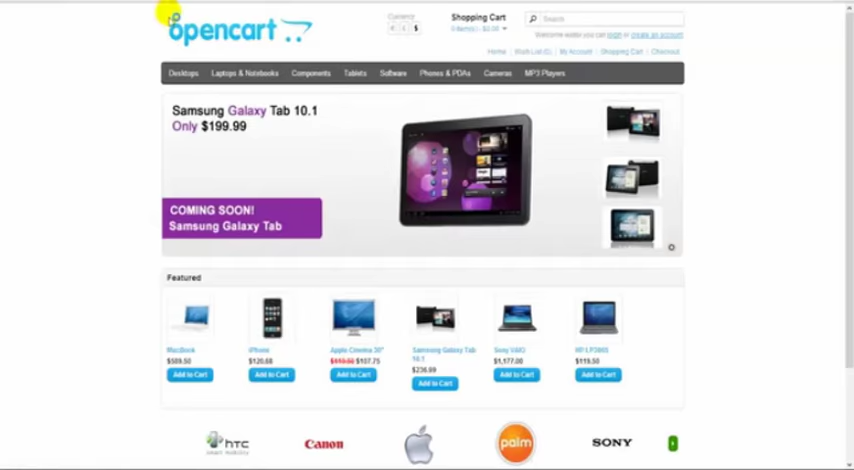 opencart
Currency
€ £ $
Shopping Cart
0 item(s) - $0.00
Search
Welcome visitor you can login or create an account.
Home Wish List (0) My Account Shopping Cart Checkout
Desktops Laptops & Notebooks Components Tablets Software Phones & PDAs Cameras MP3 Players
Samsung Galaxy Tab 10.1
Only $199.99
COMING SOON!
Samsung Galaxy Tab
Featured
MacBook
$589.50
Add to Cart
iPhone
$120.68
Add to Cart
Apple Cinema 30"
$107.75
Add to Cart
Samsung Galaxy Tab
10.1
$236.99
Add to Cart
Sony VAIO
$1,177.00
Add to Cart
HP LP3065
$119.50
Add to Cart
hTC
smart mobility
Canon
palm
SONY